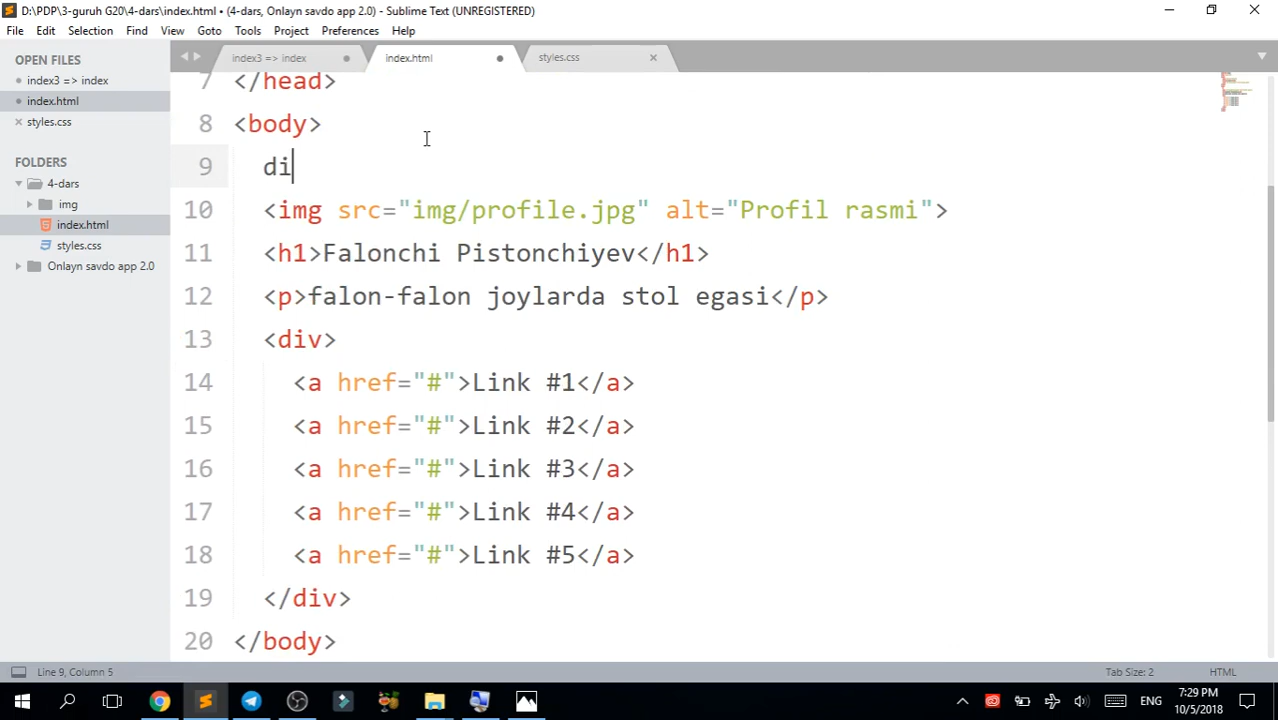 D:\PDP\3-guruh G20\4-dars\index.html • (4-dars, Onlayn savdo app 2.0) - Sublime Text (UNREGISTERED)
File Edit Selection Find View Goto Tools Project Preferences Help
OPEN FILES
index3 => index
index.html
styles.css
FOLDERS
4-dars
img
index.html
styles.css
Onlayn savdo app 2.0
index3 => index
index.html
styles.css
7 </head>
8 <body>
9 di
10 <img src="img/profile.jpg" alt="Profil rasmi">
11 <h1>Falonchi Pistonchiyev</h1>
12 <p>falon-falon joylarda stol egasi</p>
13 <div>
14 <a href="#">Link #1</a>
15 <a href="#">Link #2</a>
16 <a href="#">Link #3</a>
17 <a href="#">Link #4</a>
18 <a href="#">Link #5</a>
19 </div>
20 </body>
Line 9, Column 5
Tab Size: 2
HTML
ENG
7:29 PM
10/5/2018